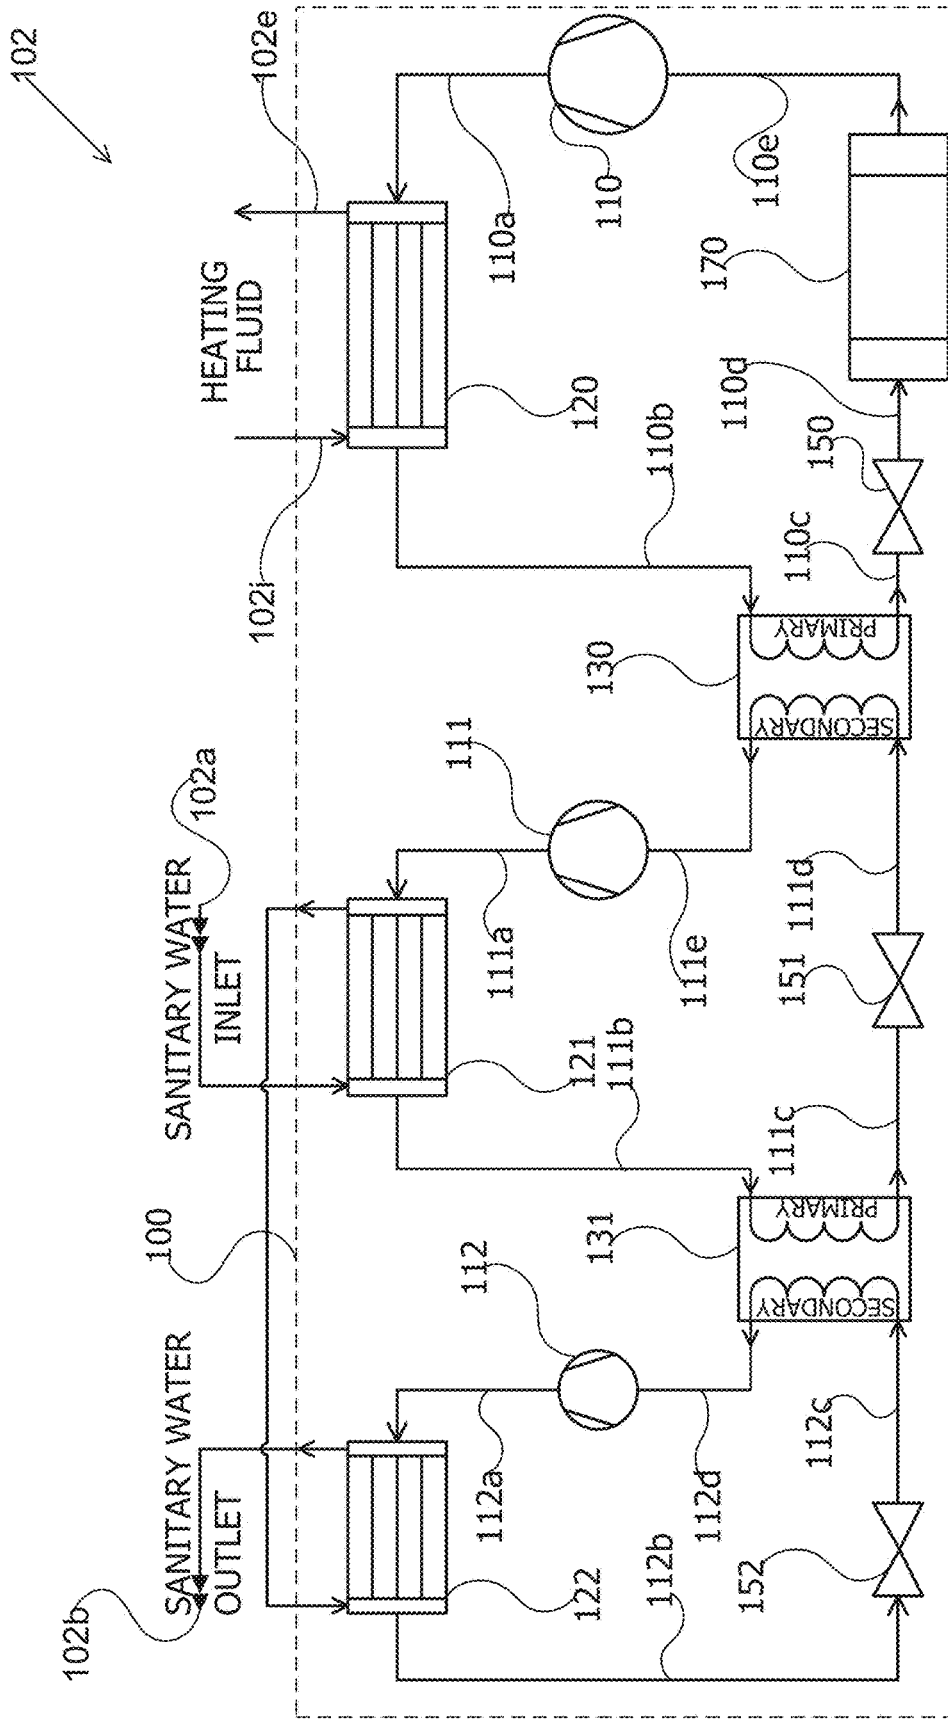 102
102e
HEATING
FLUID
102i
110a
110
110e
120
110b
170
110d
150
110c
130
PRIMARY
SECONDARY
102a
SANITARY WATER
INLET
111
111a
111e
121
111b
151
111d
111c
131
PRIMARY
SECONDARY
100
SANITARY WATER
OUTLET
102b
112
112a
112d
122
112b
152
112c